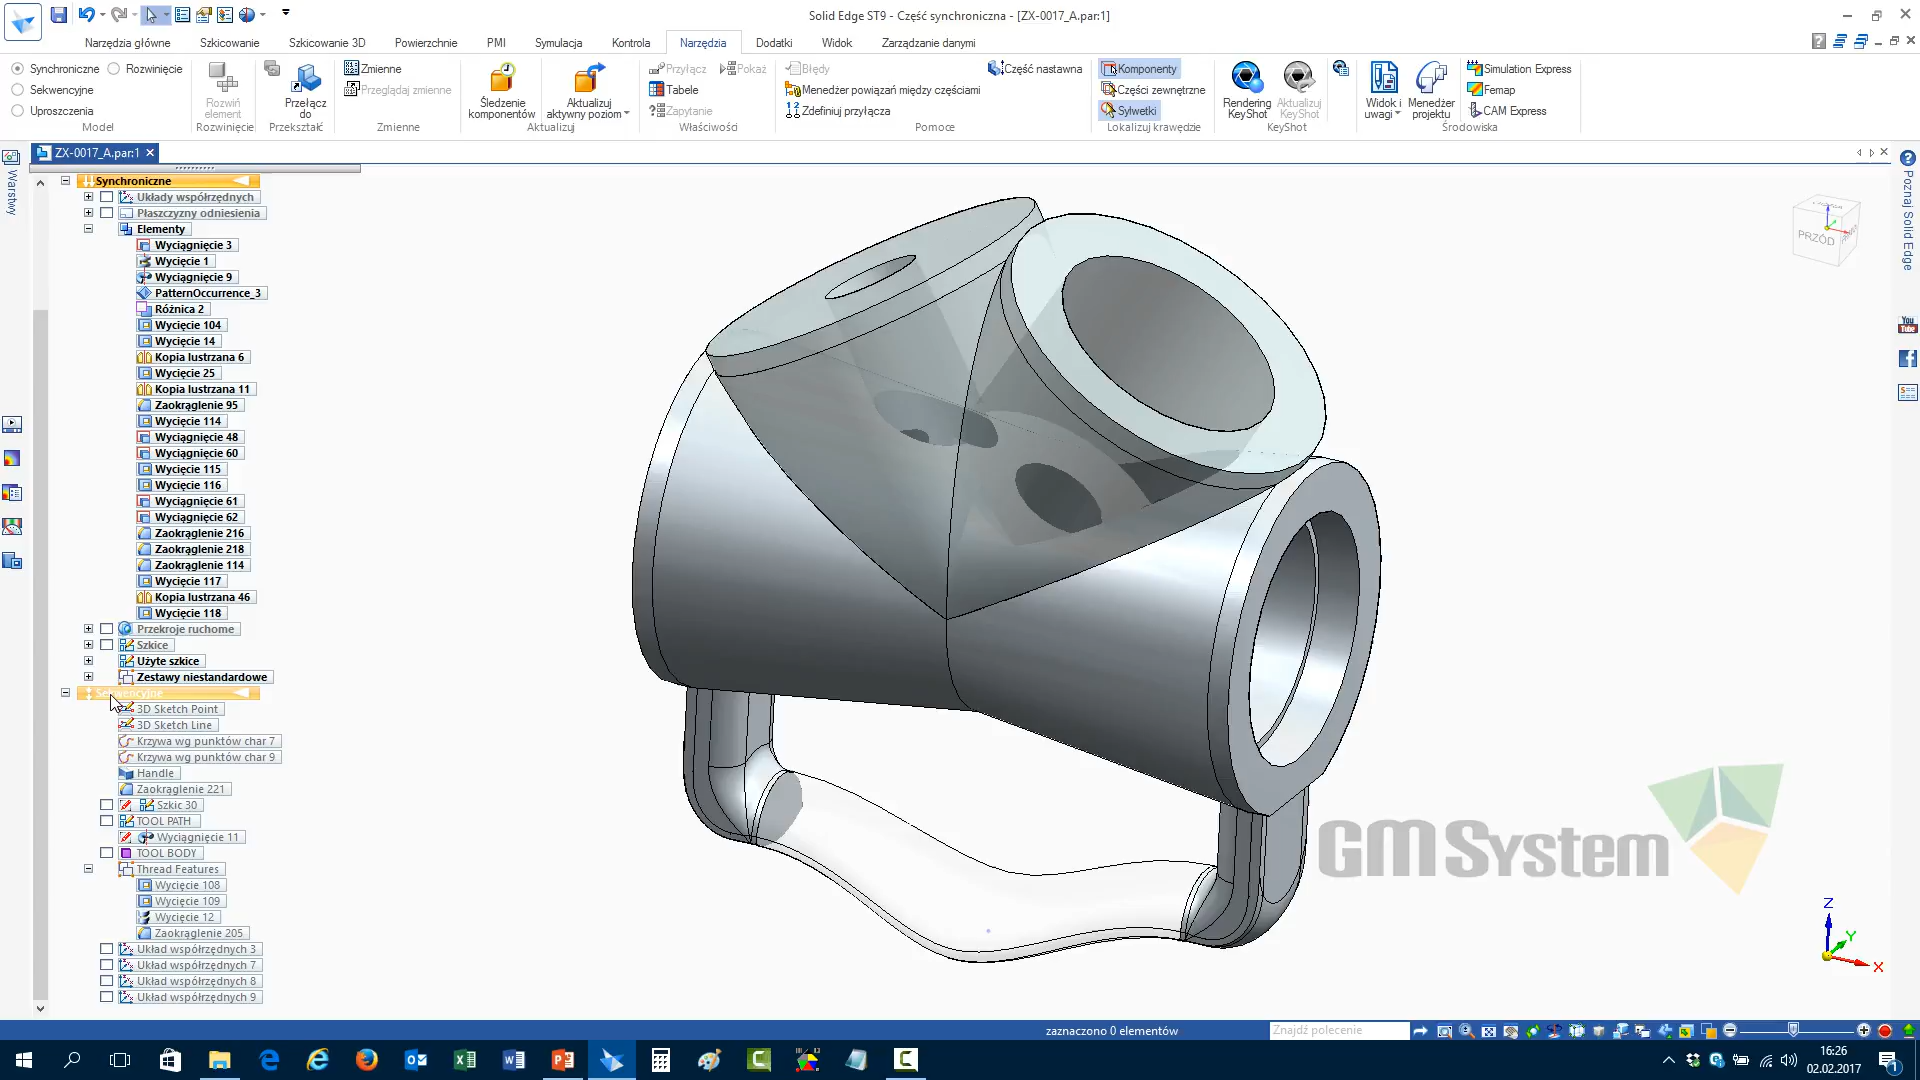 Solid Edge ST9 - Część synchroniczna - [ZX-0017_A.par:1]
Narzędzia główne Szkicowanie Szkicowanie 3D Powierzchnie PMI Symulacja Kontrola Narzędzia Dodatki Widok Zarządzanie danymi
Synchroniczne Rozwinięcie
Sekwencyjne
Uproszczenia
Model
Rozwiń element
Rozwinięcie
Przełącz do
Przekształć
Zmienne
Przeglądaj zmienne
Zmienne
Śledzenie komponentów
Aktualizuj aktywny poziom
Aktualizuj
Przyłącz Pokaż
Tabele
Zapytanie
Właściwości
Błędy
Menedżer powiązań między częściami
Zdefiniuj przyłącza
Część nastawna
Pomoce
Komponenty
Części zewnętrzne
Sylwetki
Lokalizuj krawędzie
Rendering KeyShot
Aktualizuj KeyShot
KeyShot
Widok i uwagi
Menedżer projektu
Simulation Express
Femap
CAM Express
Środowiska
ZX-0017_A.par:1
Warstwy
Poznaj Solid Edge
Synchroniczne
Układy współrzędnych
Płaszczyzny odniesienia
Elementy
Wyciągnięcie 3
Wycięcie 1
Wyciągnięcie 9
PatternOccurrence_3
Różnica 2
Wycięcie 104
Wycięcie 14
Kopia lustrzana 6
Wycięcie 25
Kopia lustrzana 11
Zaokrąglenie 95
Wycięcie 114
Wyciągnięcie 48
Wyciągnięcie 60
Wycięcie 115
Wycięcie 116
Wyciągnięcie 61
Wyciągnięcie 62
Zaokrąglenie 216
Zaokrąglenie 218
Zaokrąglenie 114
Wycięcie 117
Kopia lustrzana 46
Wycięcie 118
Przekroje ruchome
Szkice
Użyte szkice
Zestawy niestandardowe
Sekwencyjne
3D Sketch Point
3D Sketch Line
Krzywa wg punktów char 7
Krzywa wg punktów char 9
Handle
Zaokrąglenie 221
Szkic 30
TOOL PATH
Wyciągnięcie 11
TOOL BODY
Thread Features
Wycięcie 108
Wycięcie 109
Wycięcie 12
Zaokrąglenie 205
Układ współrzędnych 3
Układ współrzędnych 7
Układ współrzędnych 8
Układ współrzędnych 9
PRZÓD
You Tube
GM System
Z
Y
X
zaznaczono 0 elementów
Znajdź polecenie
16:26
02.02.2017